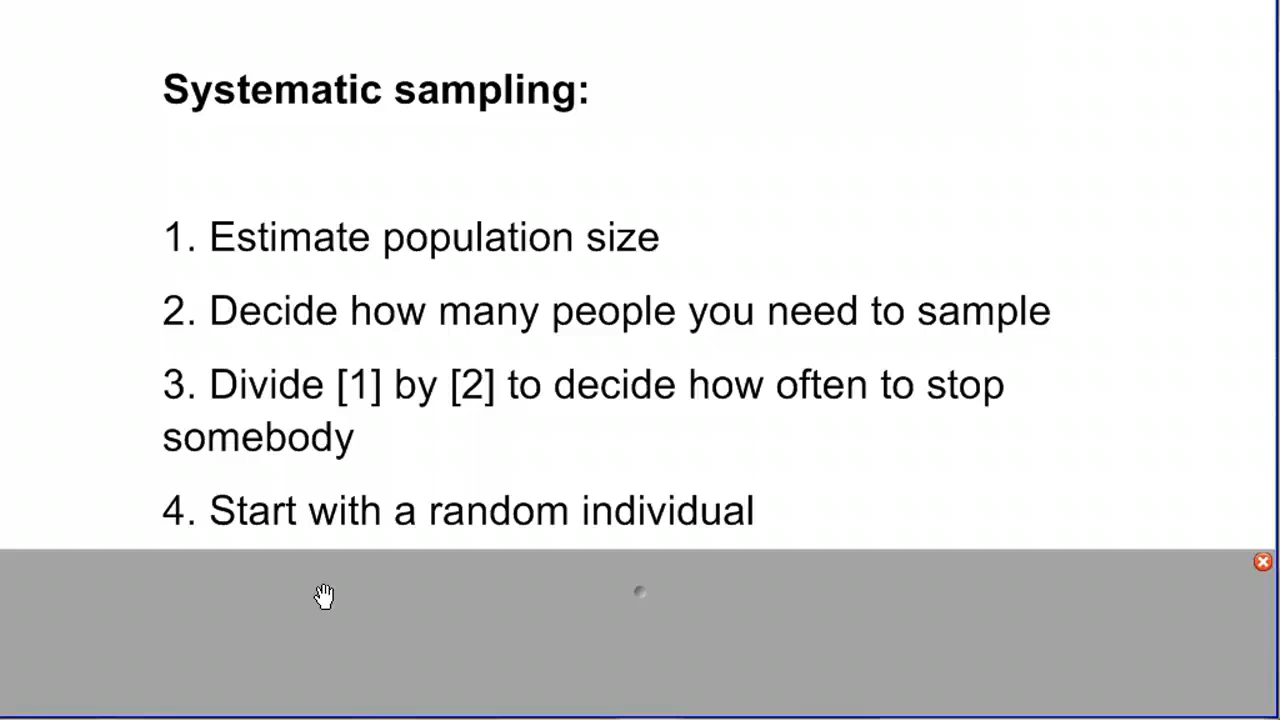 Systematic sampling:
1. Estimate population size
2. Decide how many people you need to sample
3. Divide [1] by [2] to decide how often to stop
somebody
4. Start with a random individual